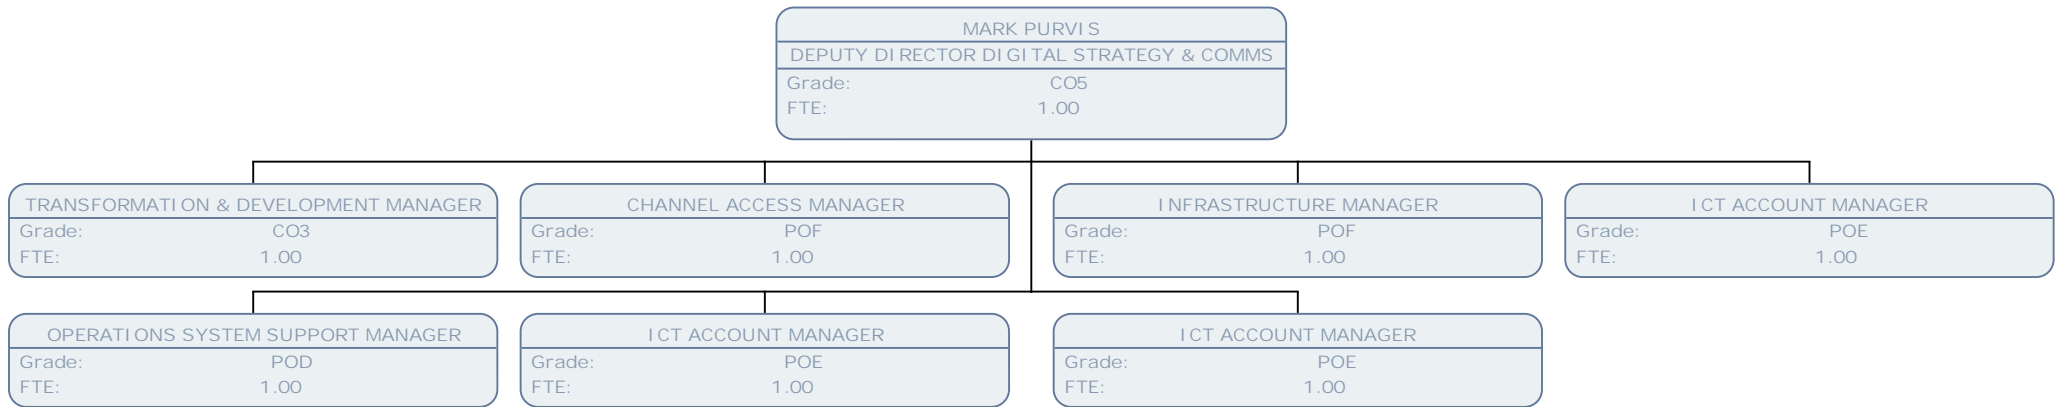 MARK PURVIS
DEPUTY DIRECTOR DIGITAL STRATEGY & COMMS
Grade: CO5
FTE: 1.00
TRANSFORMATION & DEVELOPMENT MANAGER
Grade: CO3
FTE: 1.00
CHANNEL ACCESS MANAGER
Grade: POF
FTE: 1.00
INFRASTRUCTURE MANAGER
Grade: POF
FTE: 1.00
ICT ACCOUNT MANAGER
Grade: POE
FTE: 1.00
OPERATIONS SYSTEM SUPPORT MANAGER
Grade: POD
FTE: 1.00
ICT ACCOUNT MANAGER
Grade: POE
FTE: 1.00
ICT ACCOUNT MANAGER
Grade: POE
FTE: 1.00